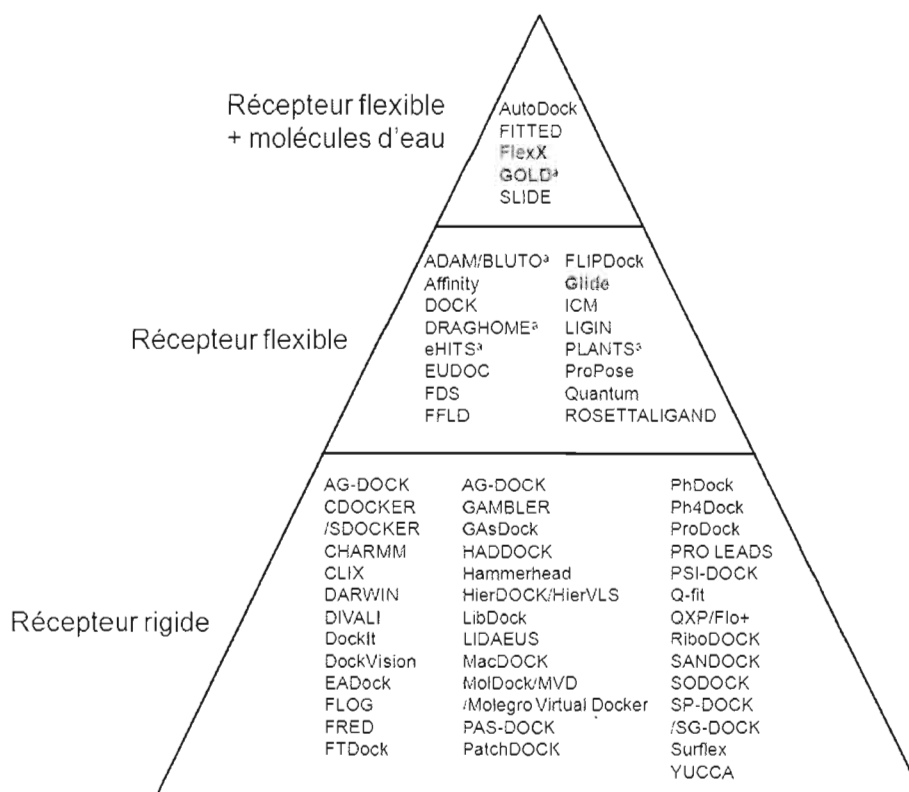 Récepteur flexible
+ molécules d'eau
AutoDock
FITTED
FlexX
GOLDª
SLIDE
Récepteur flexible
ADAM/BLUTOª
Affinity
DOCK
DRAGHOMEª
eHITSª
EUDOC
FDS
FFLD
FLIPDock
Glide
ICM
LIGIN
PLANTSª
ProPose
Quantum
ROSETTALIGAND
Récepteur rigide
AG-DOCK
CDOCKER
/SDOCKER
CHARMM
CLIX
DARWIN
DIVALI
DockIt
DockVision
EADock
FLOG
FRED
FTDock
AG-DOCK
GAMBLER
GAsDock
HADDOCK
Hammerhead
HierDOCK/HierVLS
LibDock
LIDAEUS
MacDOCK
MolDock/MVD
/Molegro Virtual Docker
PAS-DOCK
PatchDOCK
PhDock
Ph4Dock
ProDock
PRO LEADS
PSI-DOCK
Q-fit
QXP/Flo+
RiboDOCK
SANDOCK
SODOCK
SP-DOCK
/SG-DOCK
Surflex
YUCCA